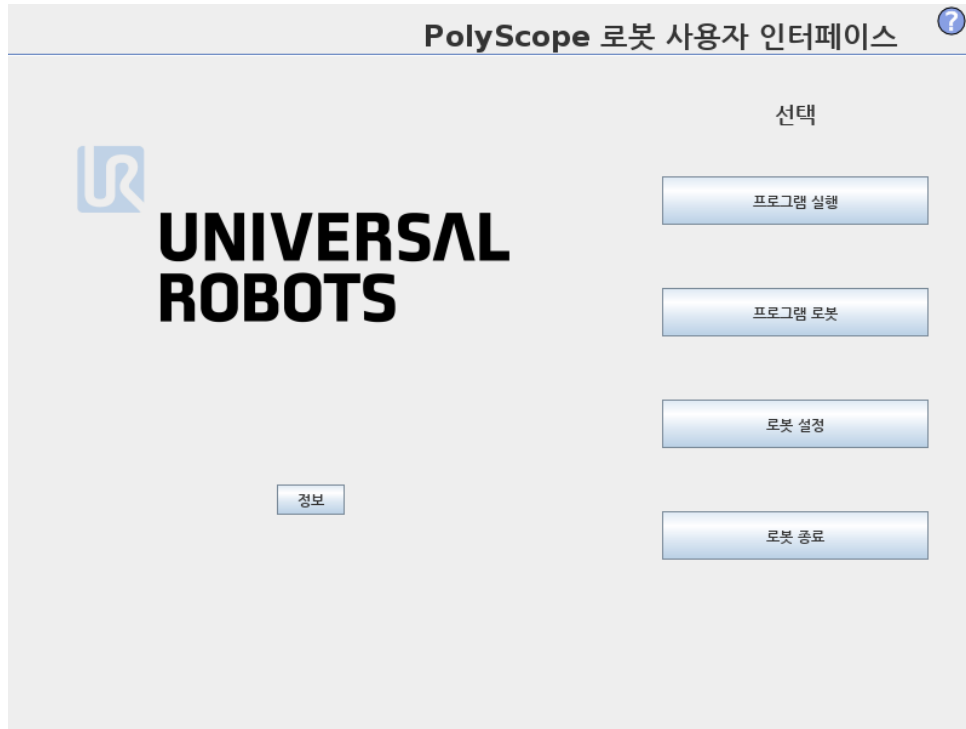 PolyScope 로봇 사용자 인터페이스
?
선택
UR
UNIVERSAL
ROBOTS
프로그램 실행
프로그램 로봇
로봇 설정
정보
로봇 종료